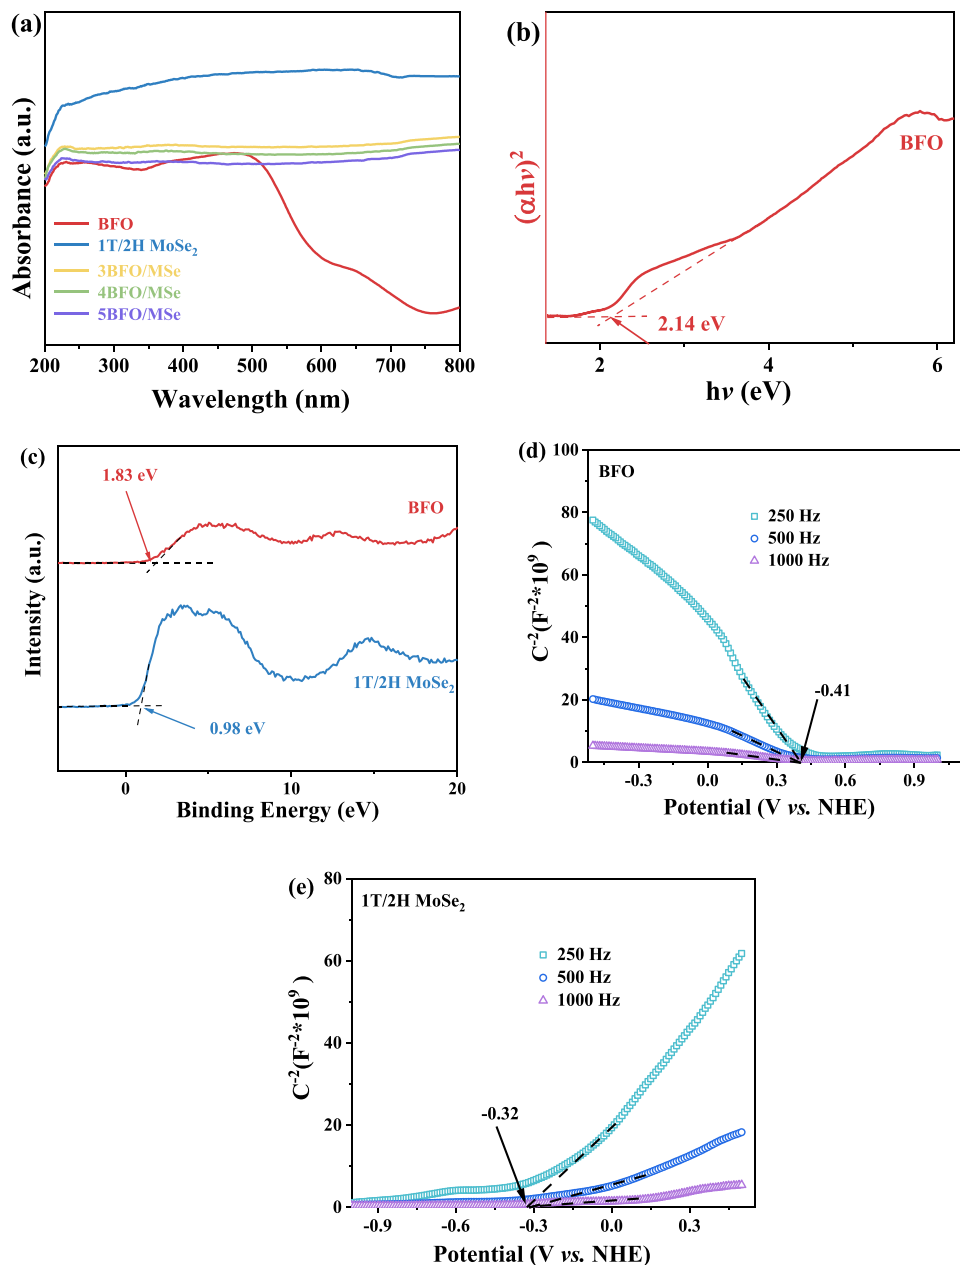 (a)
Absorbance (a.u.)
BFO
1T/2H MoSe₂
3BFO/MSe
4BFO/MSe
5BFO/MSe
200 300 400 500 600 700 800
Wavelength (nm)
(b)
(αhν)²
BFO
2.14 eV
2 4 6
hν (eV)
(c)
Intensity (a.u.)
1.83 eV
BFO
1T/2H MoSe₂
0.98 eV
0 10 20
Binding Energy (eV)
(d)
BFO
C⁻²(F⁻²*10⁹)
100
80
60
40
20
0
250 Hz
500 Hz
1000 Hz
-0.41
-0.3 0.0 0.3 0.6 0.9
Potential (V vs. NHE)
(e)
1T/2H MoSe₂
C⁻²(F⁻²*10⁹)
80
60
40
20
0
250 Hz
500 Hz
1000 Hz
-0.32
-0.9 -0.6 -0.3 0.0 0.3
Potential (V vs. NHE)